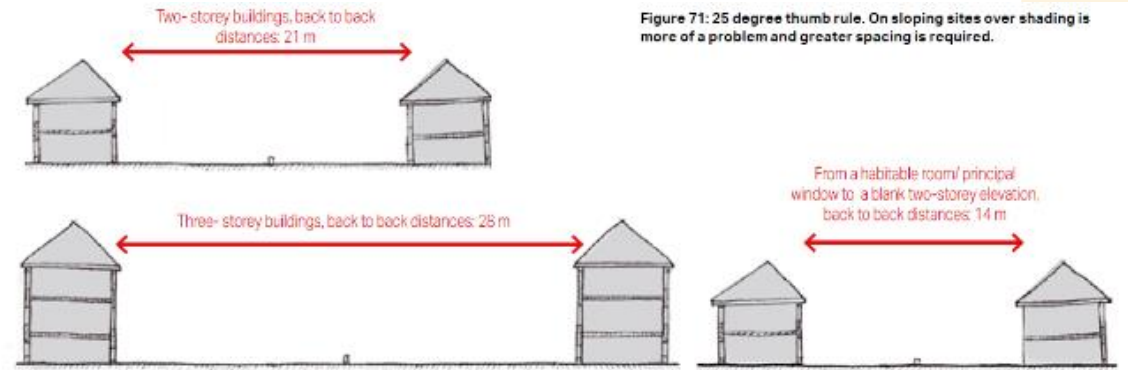 Two- storey buildings, back to back
distances: 21 m
Figure 71: 25 degree thumb rule. On sloping sites over shading is
more of a problem and greater spacing is required.
Three- storey buildings, back to back distances: 28 m
From a habitable room/ principal
window to a blank two-storey elevation,
back to back distances: 14 m